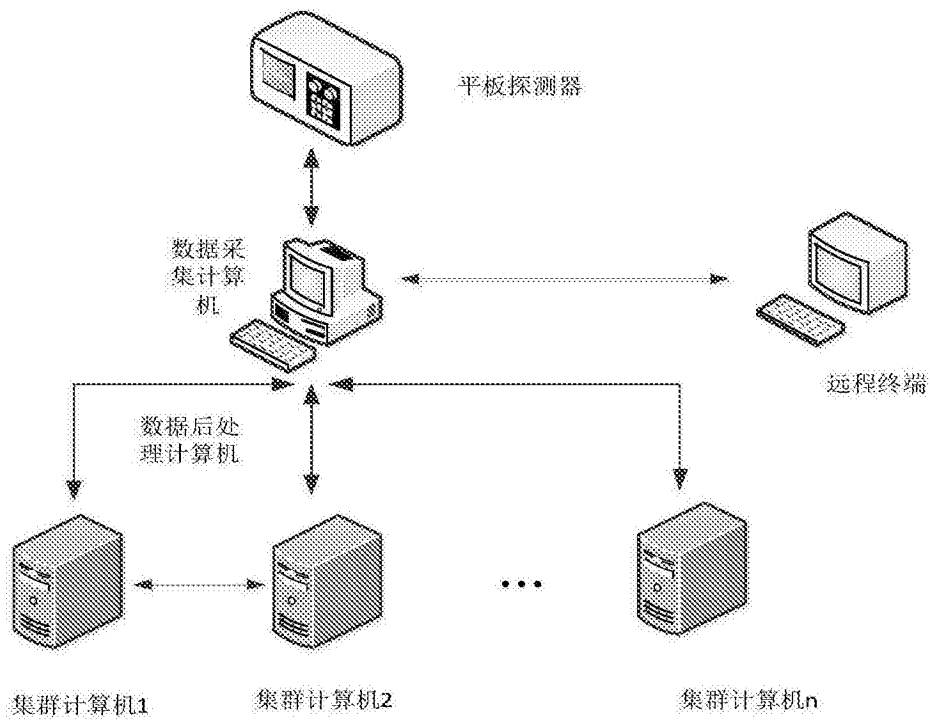 平板探测器
数据采
集计算
机
远程终端
数据后处
理计算机
集群计算机1
集群计算机2
集群计算机n